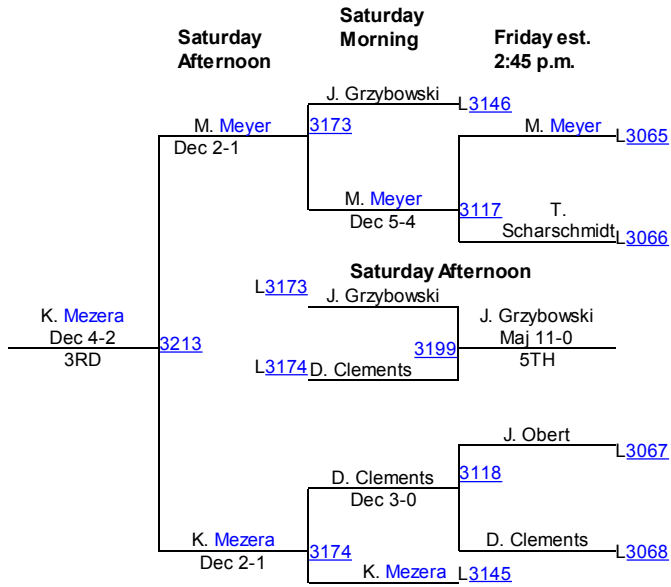 Saturday
Afternoon
Saturday
Morning
Friday est.
2:45 p.m.
J. Grzybowski
L3146
M. Meyer
3173
Dec 2-1
M. Meyer
L3065
M. Meyer
Dec 5-4
3117
T.
Scharschmidt
L3066
Saturday Afternoon
L3173
J. Grzybowski
K. Mezera
Dec 4-2
3RD
3213
3199
J. Grzybowski
Maj 11-0
5TH
L3174
D. Clements
J. Obert
L3067
D. Clements
Dec 3-0
3118
D. Clements
L3068
K. Mezera
Dec 2-1
3174
K. Mezera
L3145